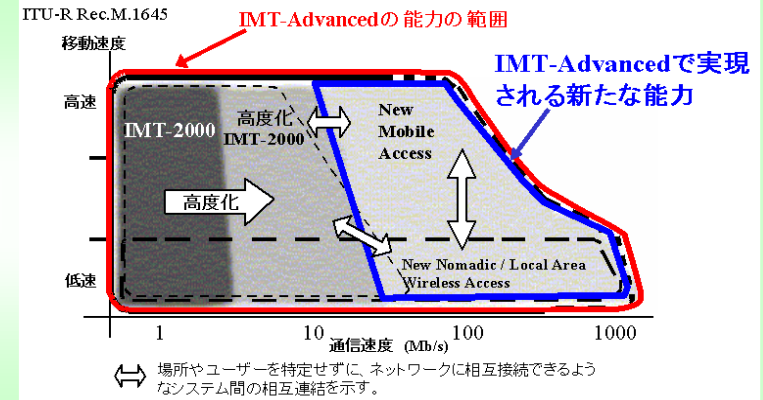 ITU-R Rec.M.1645
IMT-Advancedの能力の範囲
移動速度
IMT-Advancedで実現
される新たな能力
高速
IMT-2000
高度化
IMT-2000
New
Mobile
Access
高度化
低速
New Nomadic / Local Area
Wireless Access
1
10
100
1000
通信速度 (Mb/s)
場所やユーザーを特定せずに、ネットワークに相互接続できるよう
なシステム間の相互連結を示す。